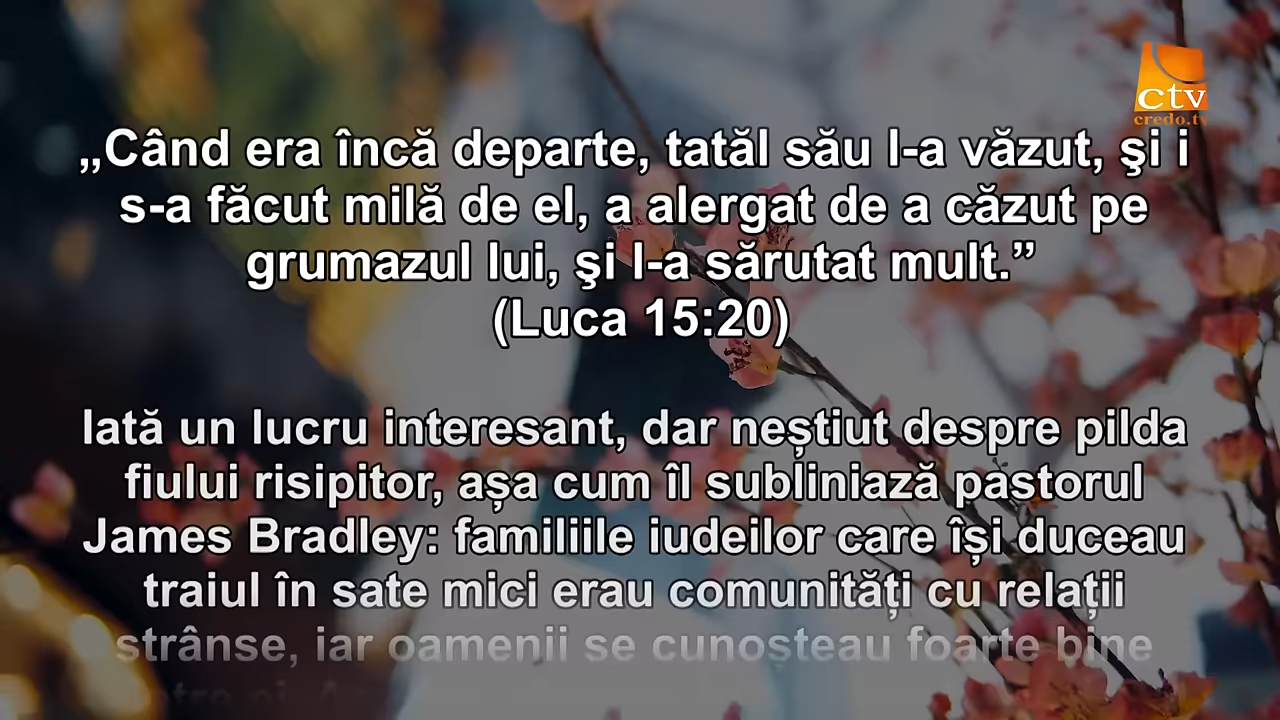 ctv
credo.tv
„Când era încă departe, tatăl său l-a văzut, şi i
s-a făcut milă de el, a alergat de a căzut pe
grumazul lui, şi l-a sărutat mult.”
(Luca 15:20)
Iată un lucru interesant, dar neștiut despre pilda
fiului risipitor, așa cum îl subliniază pastorul
James Bradley: familiile iudeilor care își duceau
traiul în sate mici erau comunități cu relații
strânse, iar oamenii se cunoșteau foarte bine